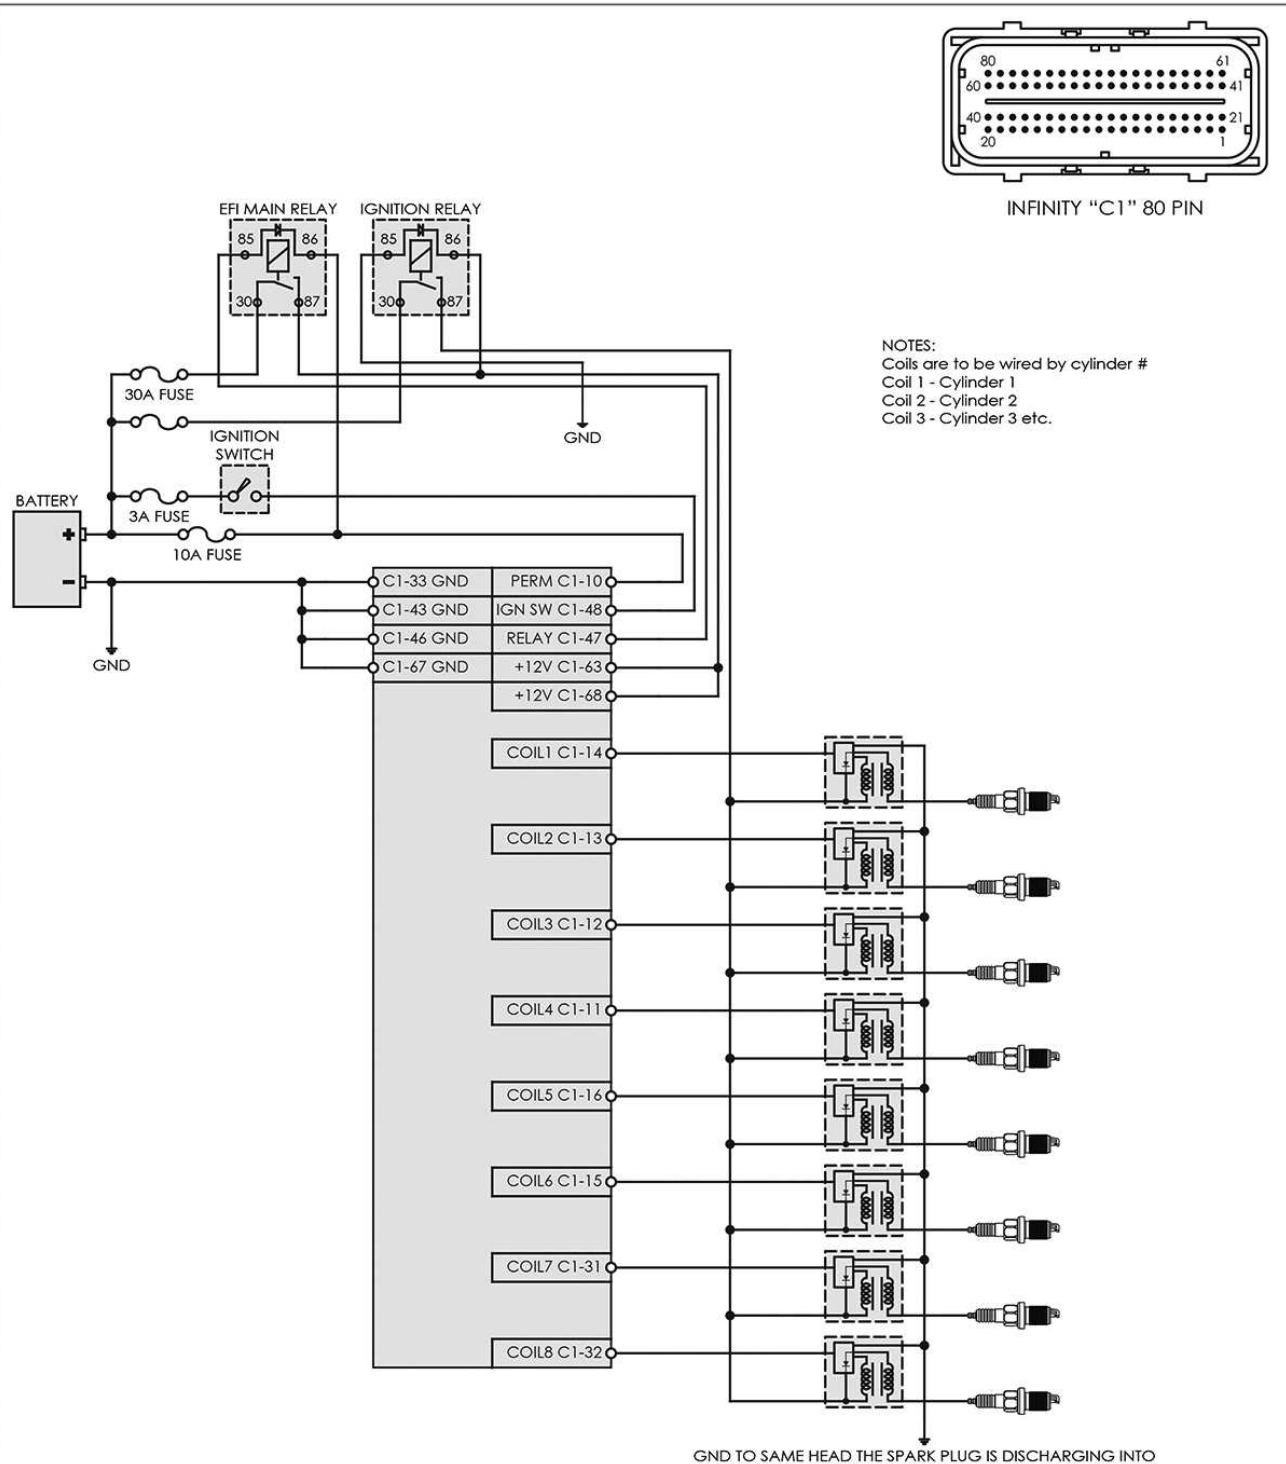 80 61
60 41
40 21
20 1
INFINITY “C1” 80 PIN
EFI MAIN RELAY
85 86
30 87
IGNITION RELAY
85 86
30 87
NOTES:
Coils are to be wired by cylinder #
Coil 1 - Cylinder 1
Coil 2 - Cylinder 2
Coil 3 - Cylinder 3 etc.
30A FUSE
GND
IGNITION
SWITCH
BATTERY
+
-
3A FUSE
10A FUSE
GND
C1-33 GND PERM C1-10
C1-43 GND IGN SW C1-48
C1-46 GND RELAY C1-47
C1-67 GND +12V C1-63
+12V C1-68
COIL1 C1-14
COIL2 C1-13
COIL3 C1-12
COIL4 C1-11
COIL5 C1-16
COIL6 C1-15
COIL7 C1-31
COIL8 C1-32
GND TO SAME HEAD THE SPARK PLUG IS DISCHARGING INTO